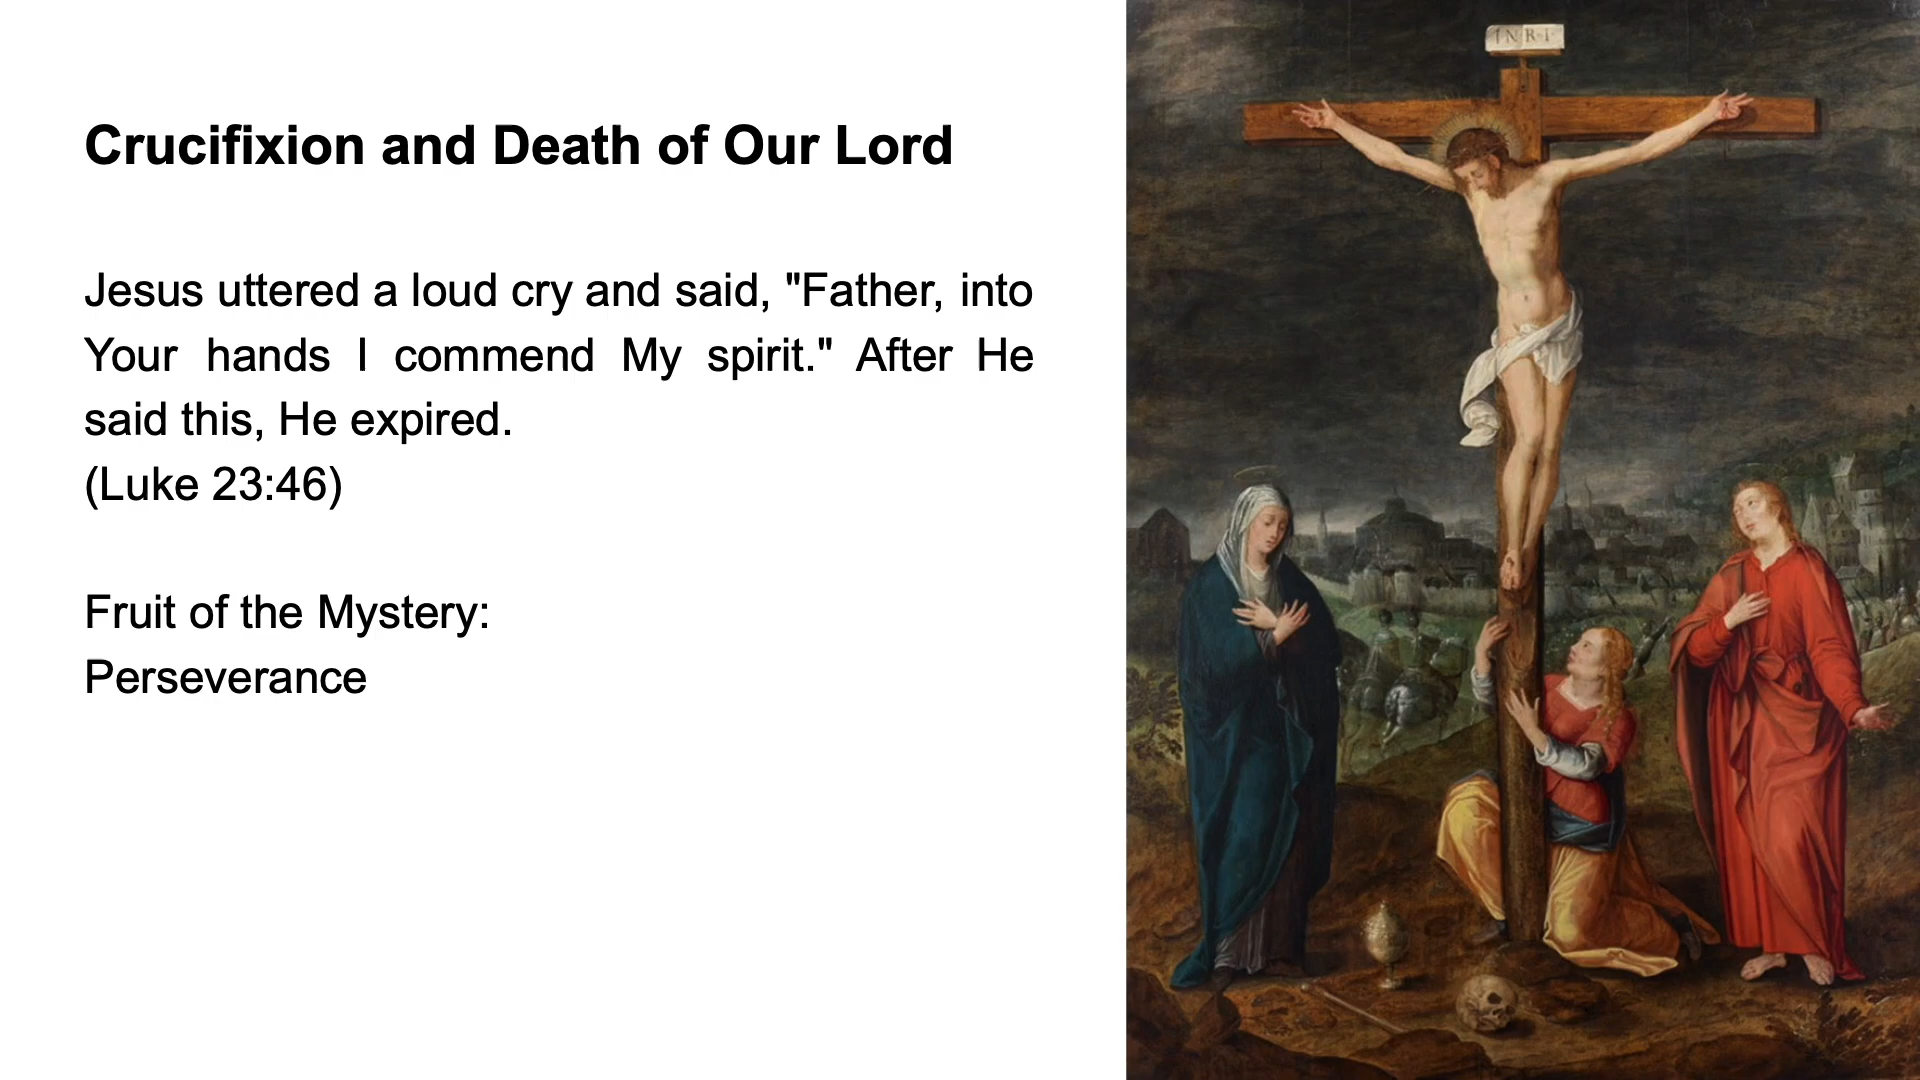 Crucifixion and Death of Our Lord
Jesus uttered a loud cry and said, "Father, into
Your hands I commend My spirit." After He
said this, He expired.
(Luke 23:46)
Fruit of the Mystery:
Perseverance
INRI